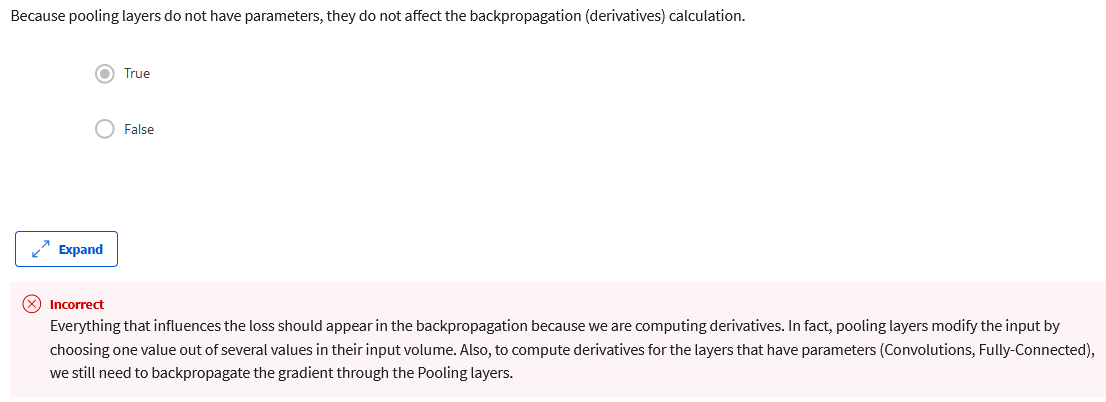 Because pooling layers do not have parameters, they do not affect the backpropagation (derivatives) calculation.
True
False
Expand
Incorrect
Everything that influences the loss should appear in the backpropagation because we are computing derivatives. In fact, pooling layers modify the input by
choosing one value out of several values in their input volume. Also, to compute derivatives for the layers that have parameters (Convolutions, Fully-Connected),
we still need to backpropagate the gradient through the Pooling layers.